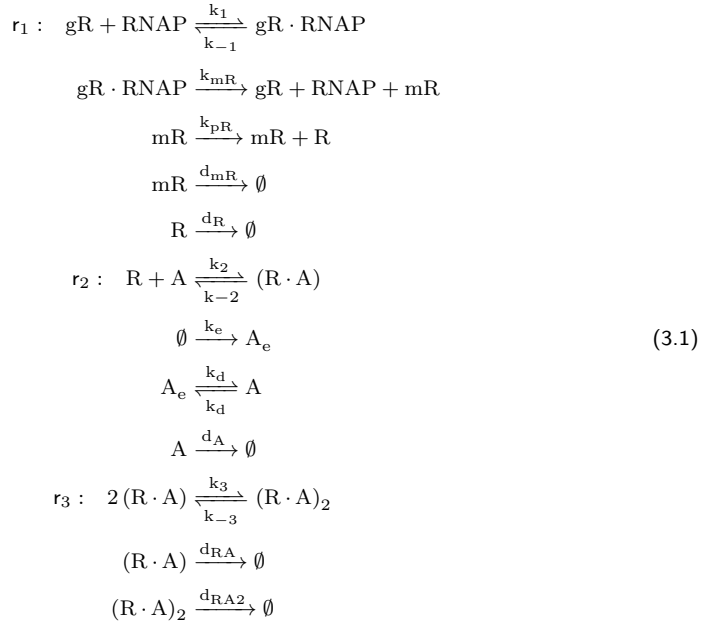 r₁ : gR + RNAP ⇌ gR · RNAP k₁ k₋₁
gR · RNAP →(k_mR) gR + RNAP + mR
mR →(k_pR) mR + R
mR →(d_mR) ∅
R →(d_R) ∅
r₂ : R + A ⇌ (R · A) k₂ k−2
∅ →(k_e) A_e (3.1)
A_e ⇌ A k_d k_d
A →(d_A) ∅
r₃ : 2 (R · A) ⇌ (R · A)₂ k₃ k₋₃
(R · A) →(d_RA) ∅
(R · A)₂ →(d_RA2) ∅